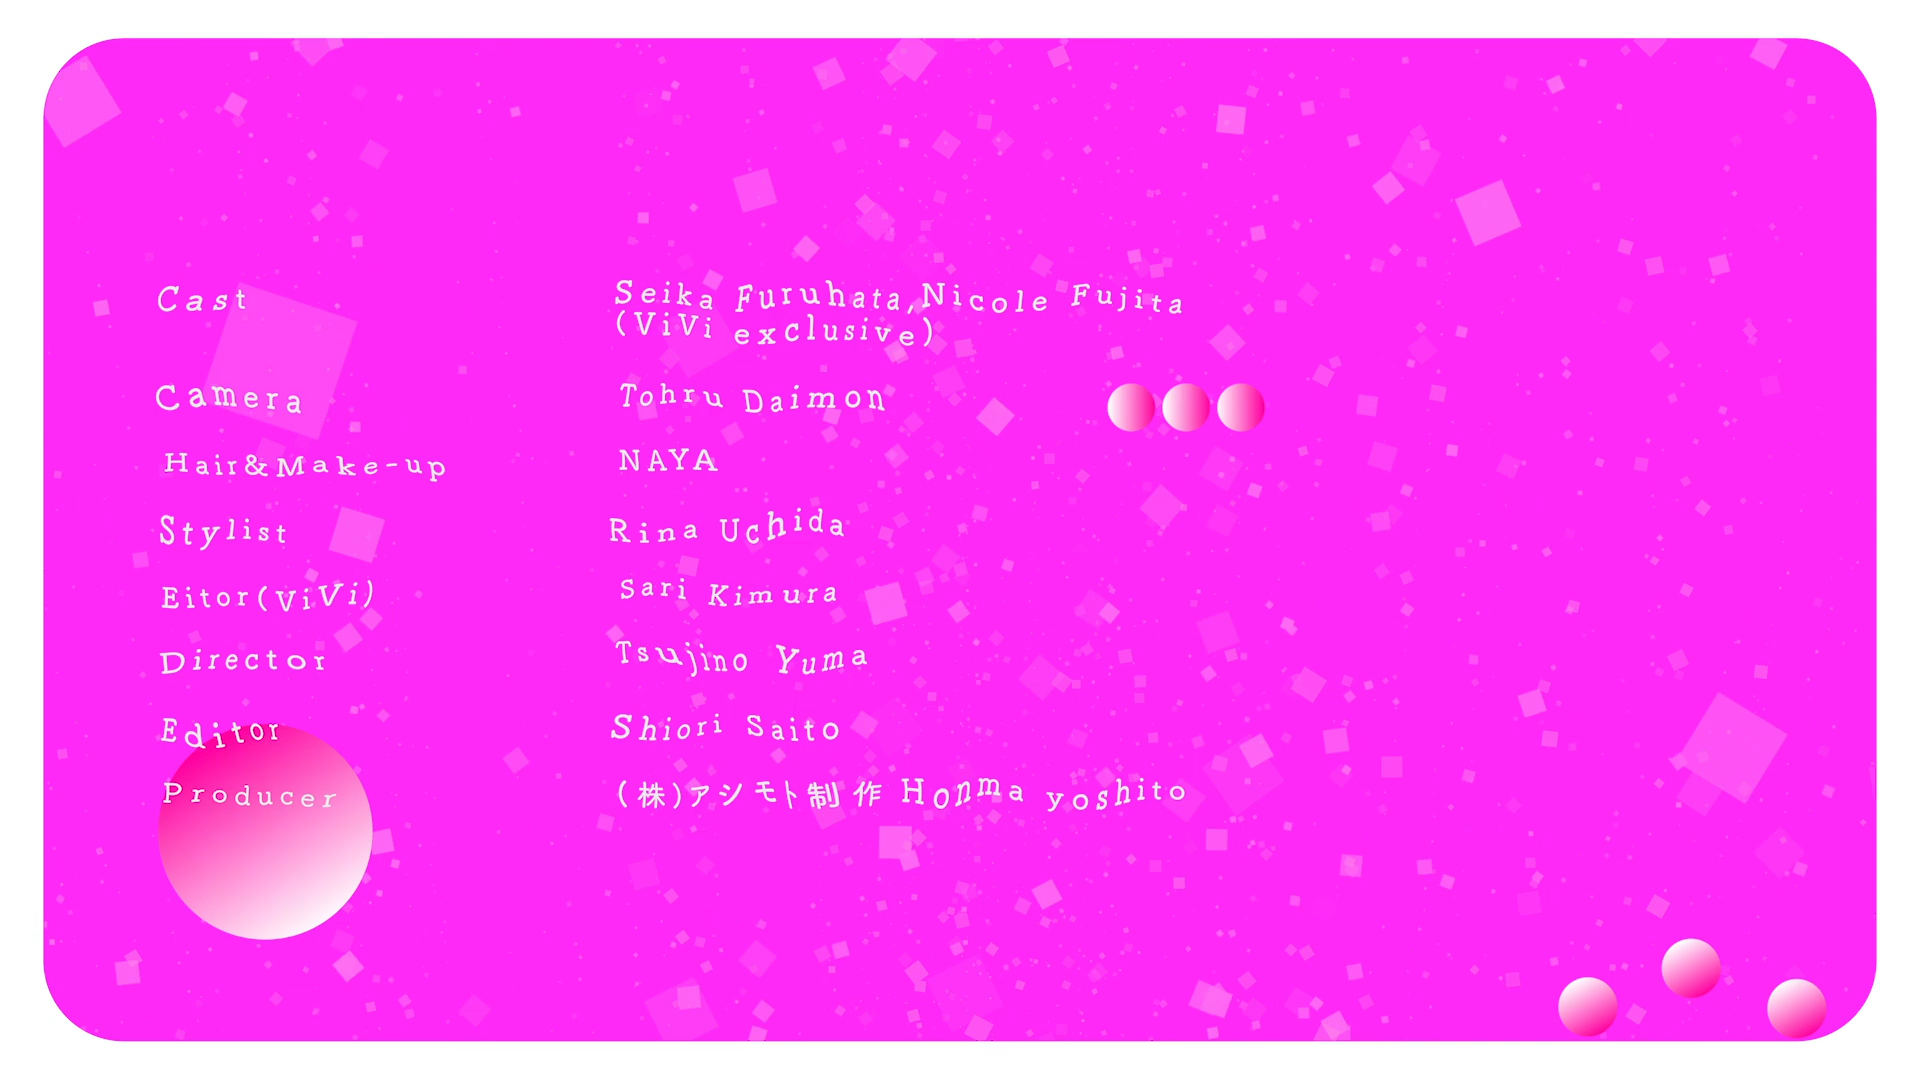 Cast Seika Furuhata,Nicole Fujita
(ViVi exclusive)
Camera Tohru Daimon
Hair&Make-up NAYA
Stylist Rina Uchida
Eitor(ViVi) Sari Kimura
Director Tsujino Yuma
Editor Shiori Saito
Producer (株)アシモト制作 Honma yoshito